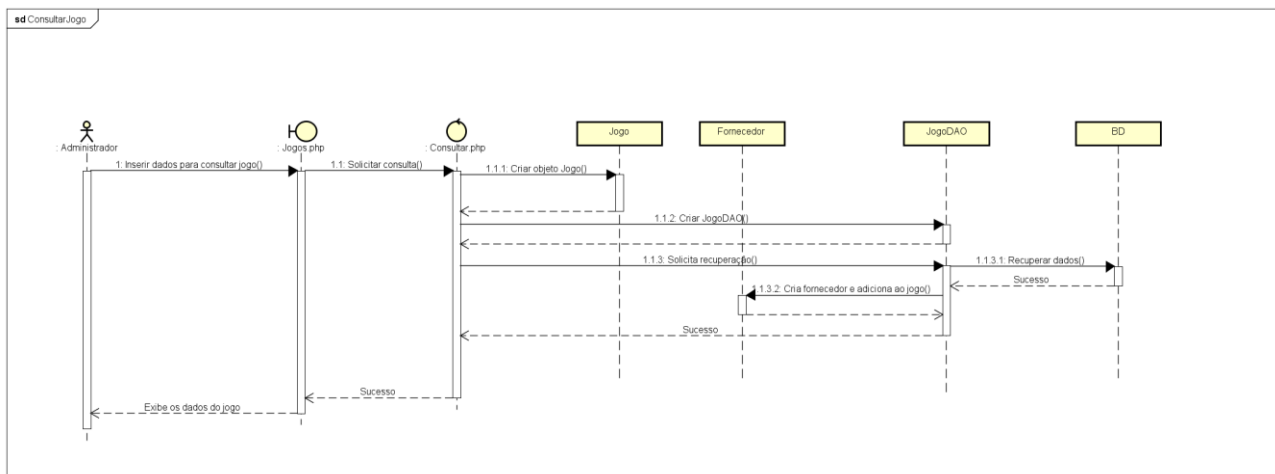 sd ConsultarJogo
: Administrador
: Jogos.php
: Consultar.php
Jogo
Fornecedor
JogoDAO
BD
1: Inserir dados para consultar jogo()
1.1: Solicitar consulta()
1.1.1: Criar objeto Jogo()
1.1.2: Criar JogoDAO()
1.1.3: Solicita recuperação()
1.1.3.1: Recuperar dados()
Sucesso
1.1.3.2: Cria fornecedor e adiciona ao jogo()
Sucesso
Sucesso
Exibe os dados do jogo